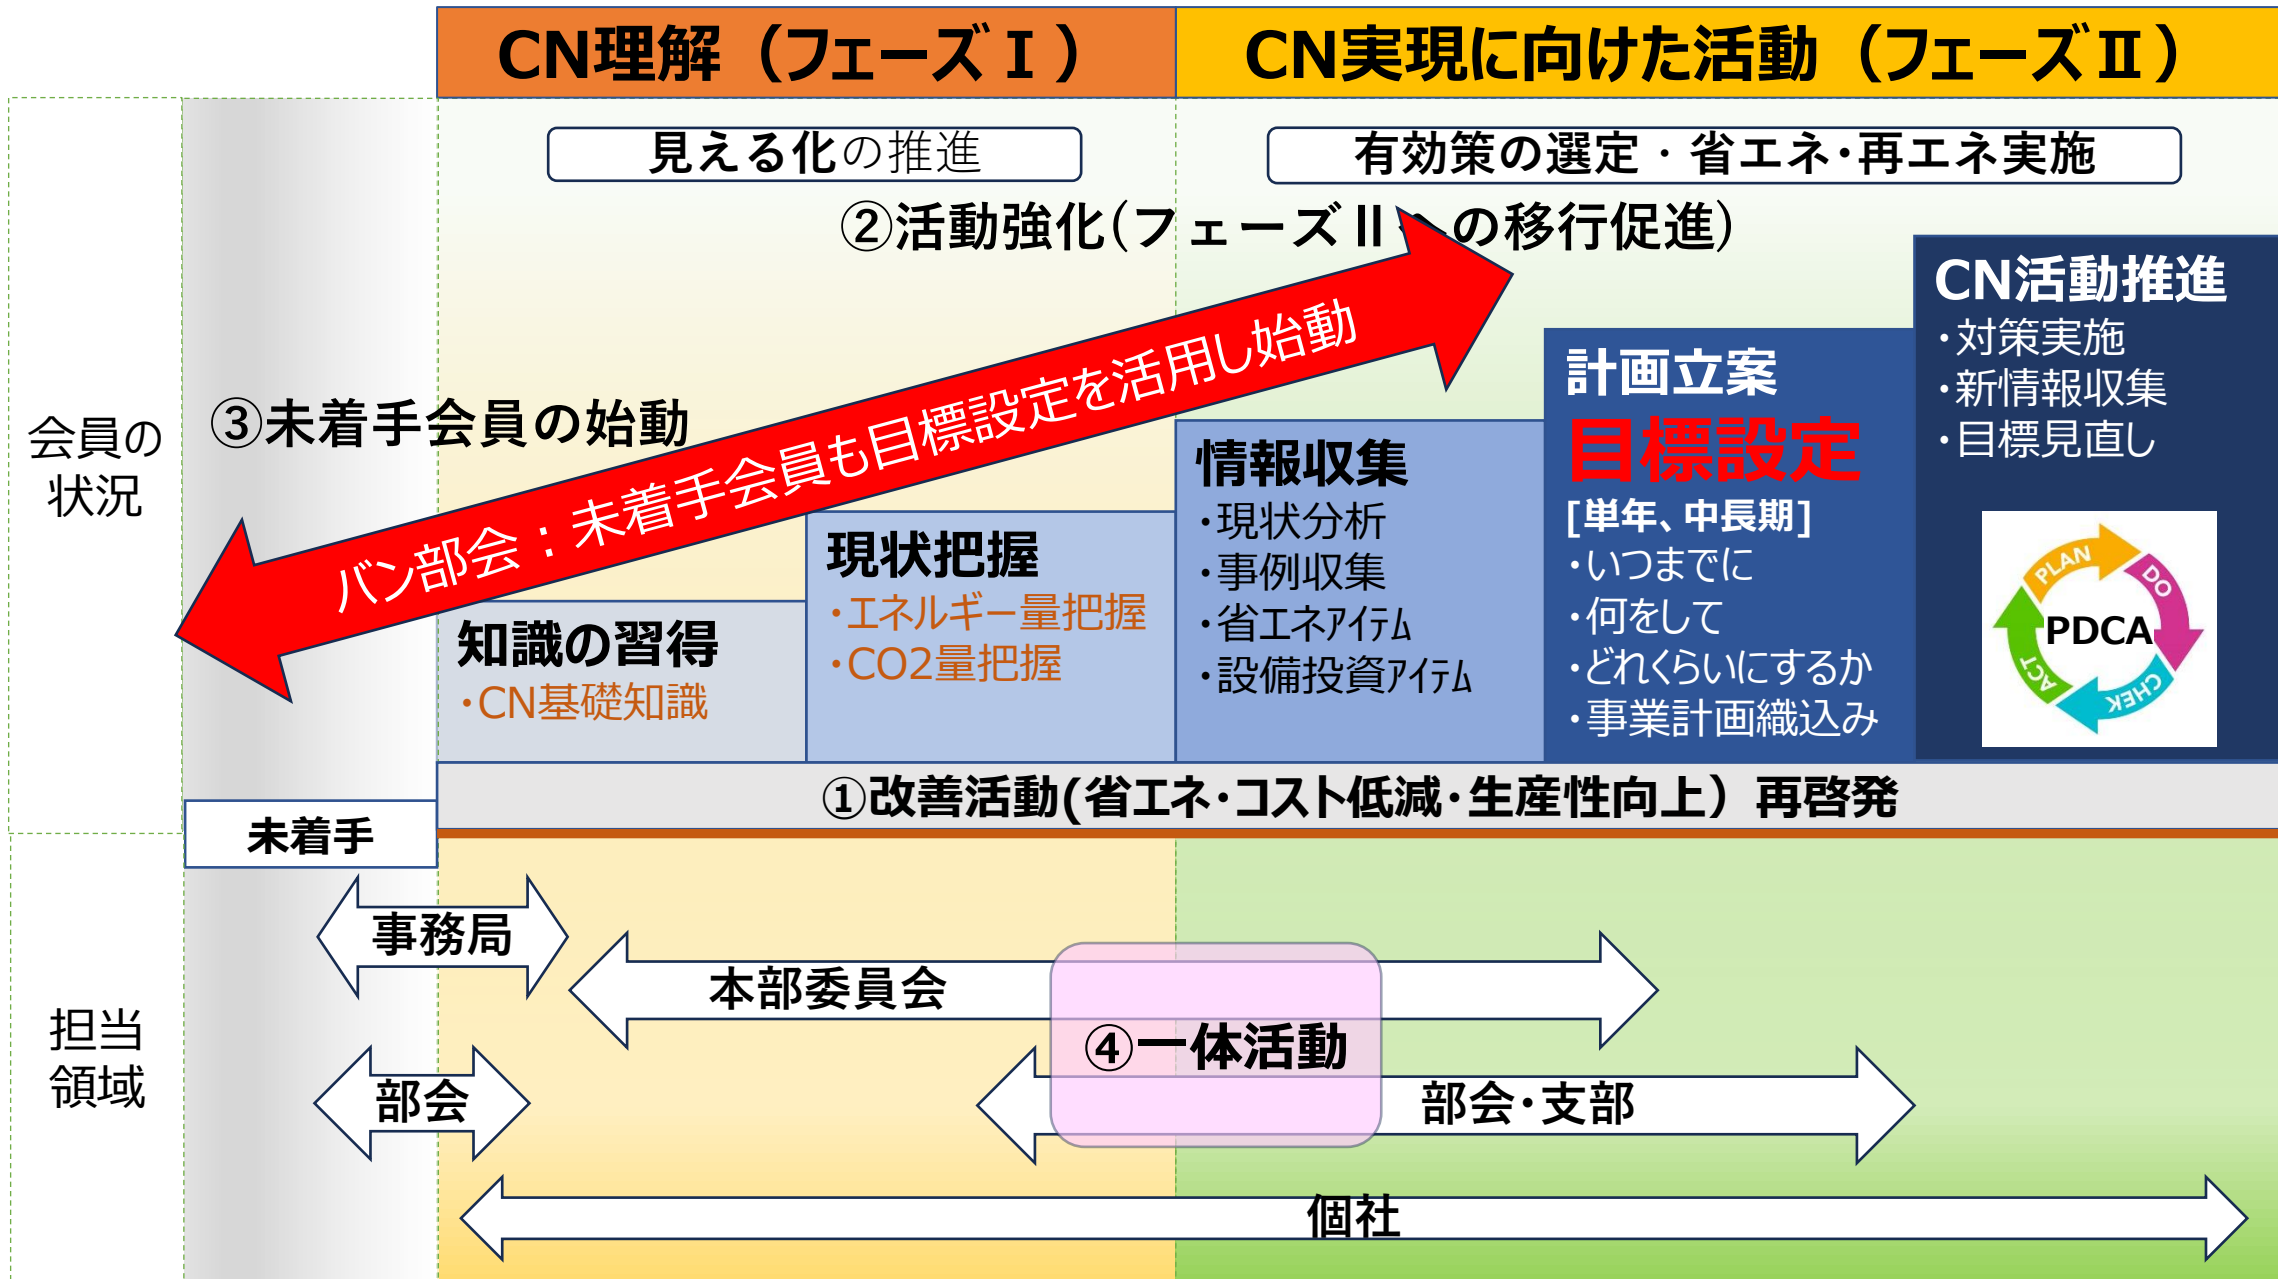 CN理解（フェーズⅠ）
CN実現に向けた活動（フェーズⅡ）
見える化の推進
有効策の選定・省エネ・再エネ実施
②活動強化(フェーズⅡへの移行促進)
会員の
状況
③未着手会員の始動
バン部会：未着手会員も目標設定を活用し始動
知識の習得
・CN基礎知識
現状把握
・エネルギー量把握
・CO2量把握
情報収集
・現状分析
・事例収集
・省エネｱｲﾃﾑ
・設備投資ｱｲﾃﾑ
計画立案
目標設定
[単年、中長期]
・いつまでに
・何をして
・どれくらいにするか
・事業計画織込み
CN活動推進
・対策実施
・新情報収集
・目標見直し
PLAN
DO
PDCA
CHEK
ACT
①改善活動(省エネ・コスト低減・生産性向上）再啓発
未着手
担当
領域
事務局
本部委員会
④一体活動
部会
部会・支部
個社